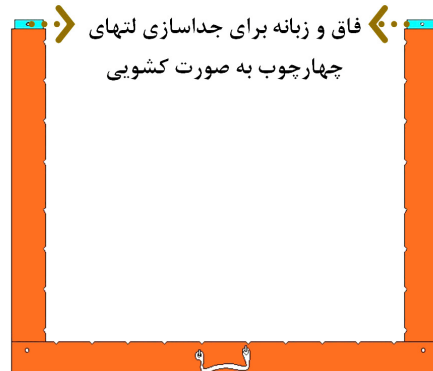 فاق و زبانه برای جداسازی لتهای
چهارچوب به صورت کشویی